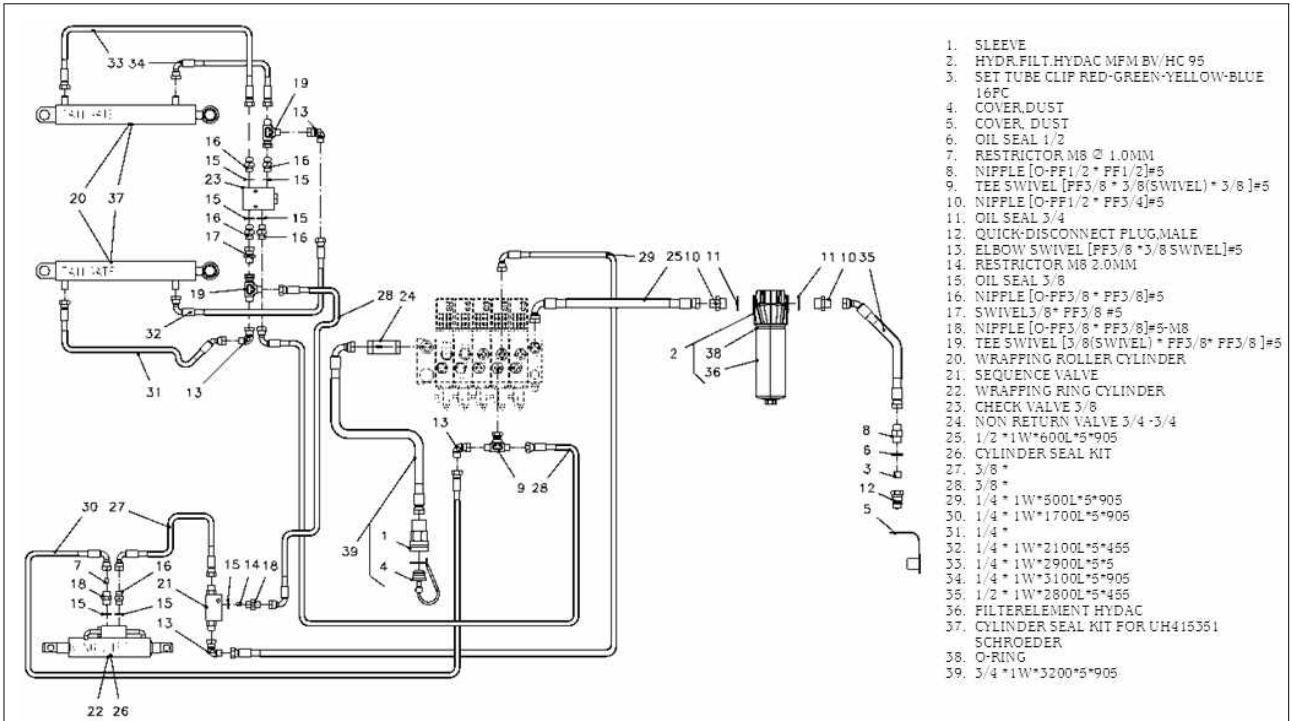 33 34
19
13
TAILGATE
16
16
15
15
23
20
37
15
15
16
16
17
TAILGATE
19
32
28 24
29
25 10 11
11 10 35
2
38
36
31
13
13
8
6
3
12
5
9 28
30
27
39
1
4
7
16
18
21
15 14 18
15
15
13
22 26
1. SLEEVE
2. HYDR.FILT.HYDAC MFM BV/HC 95
3. SET TUBE CLIP RED-GREEN-YELLOW-BLUE
16PC
4. COVER,DUST
5. COVER, DUST
6. OIL SEAL 1/2
7. RESTRICTOR M8 Ø 1.0MM
8. NIPPLE [O-PF1/2 * PF1/2]#5
9. TEE SWIVEL [PF3/8 * 3/8(SWIVEL) * 3/8 ]#5
10. NIPPLE [O-PF1/2 * PF3/4]#5
11. OIL SEAL 3/4
12. QUICK-DISCONNECT PLUG,MALE
13. ELBOW SWIVEL [PF3/8 *3/8 SWIVEL]#5
14. RESTRICTOR M8 2.0MM
15. OIL SEAL 3/8
16. NIPPLE [O-PF3/8 * PF3/8]#5
17. SWIVEL3/8* PF3/8 #5
18. NIPPLE [O-PF3/8 * PF3/8]#5-M8
19. TEE SWIVEL [3/8(SWIVEL) * PF3/8* PF3/8 ]#5
20. WRAPPING ROLLER CYLINDER
21. SEQUENCE VALVE
22. WRAPPING RING CYLINDER
23. CHECK VALVE 3/8
24. NON RETURN VALVE 3/4 -3/4
25. 1/2 *1W*600L*5*905
26. CYLINDER SEAL KIT
27. 3/8 *
28. 3/8 *
29. 1/4 * 1W*500L*5*905
30. 1/4 * 1W*1700L*5*905
31. 1/4 *
32. 1/4 * 1W*2100L*5*455
33. 1/4 * 1W*2900L*5*5
34. 1/4 * 1W*3100L*5*905
35. 1/2 * 1W*2800L*5*455
36. FILTERELEMENT HYDAC
37. CYLINDER SEAL KIT FOR UH415351
SCHROEDER
38. O-RING
39. 3/4 *1W*3200*5*905